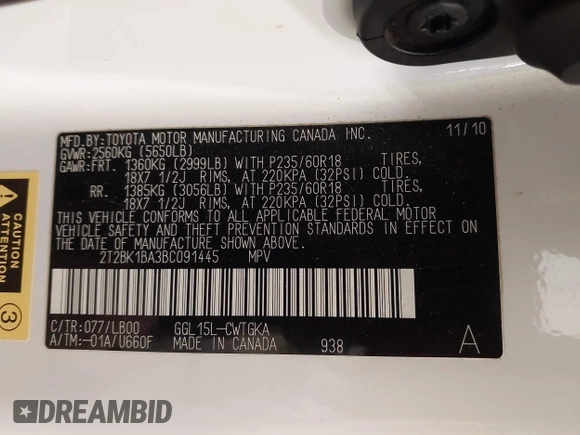 MFD.BY:TOYOTA MOTOR MANUFACTURING CANADA INC. 11/10
GVWR:2560KG (5650LB)
GAWR:FRT. 1360KG (2999LB) WITH P235/60R18 TIRES,
18X7 1/2J RIMS, AT 220KPA (32PSI) COLD.
RR. 1385KG (3056LB) WITH P235/60R18 TIRES,
18X7 1/2J RIMS, AT 220KPA (32PSI) COLD.
THIS VEHICLE CONFORMS TO ALL APPLICABLE FEDERAL MOTOR
VEHICLE SAFETY AND THEFT PREVENTION STANDARDS IN
EFFECT ON THE DATE OF MANUFACTURE SHOWN ABOVE.
2T2BK1BA3BC091445 MPV
C/TR:077/LB00 GGL15L-CWTGKA
A/TM:-01A/U660F MADE IN CANADA 938 A
3
DREAMBID